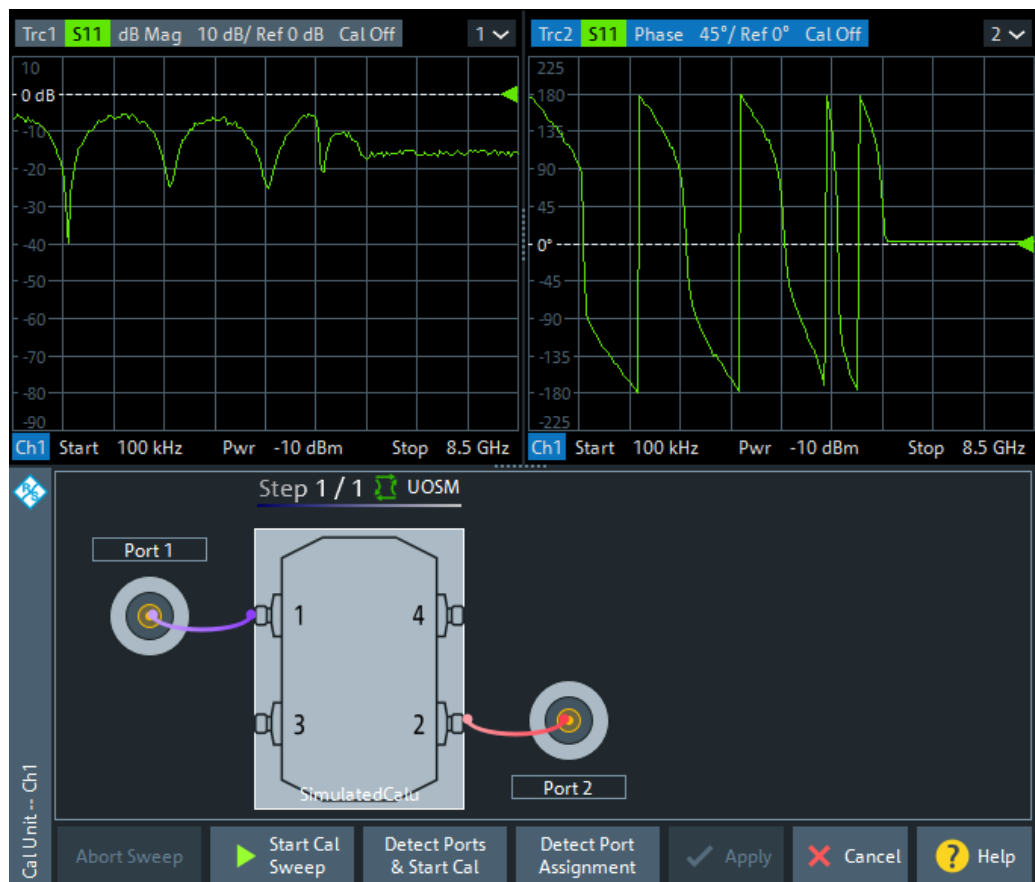 Trc1 S11 dB Mag 10 dB/ Ref 0 dB Cal Off 1
10
0 dB
-10
-20
-30
-40
-50
-60
-70
-80
-90
Ch1 Start 100 kHz Pwr -10 dBm Stop 8.5 GHz
Trc2 S11 Phase 45°/ Ref 0° Cal Off 2
225
180
135
90
45
0°
-45
-90
-135
-180
-225
Ch1 Start 100 kHz Pwr -10 dBm Stop 8.5 GHz
R/S
Cal Unit -- Ch1
Step 1 / 1 UOSM
Port 1
1 4
3 2
SimulatedCalu
Port 2
Abort Sweep
Start Cal
Sweep
Detect Ports
& Start Cal
Detect Port
Assignment
Apply
Cancel
? Help